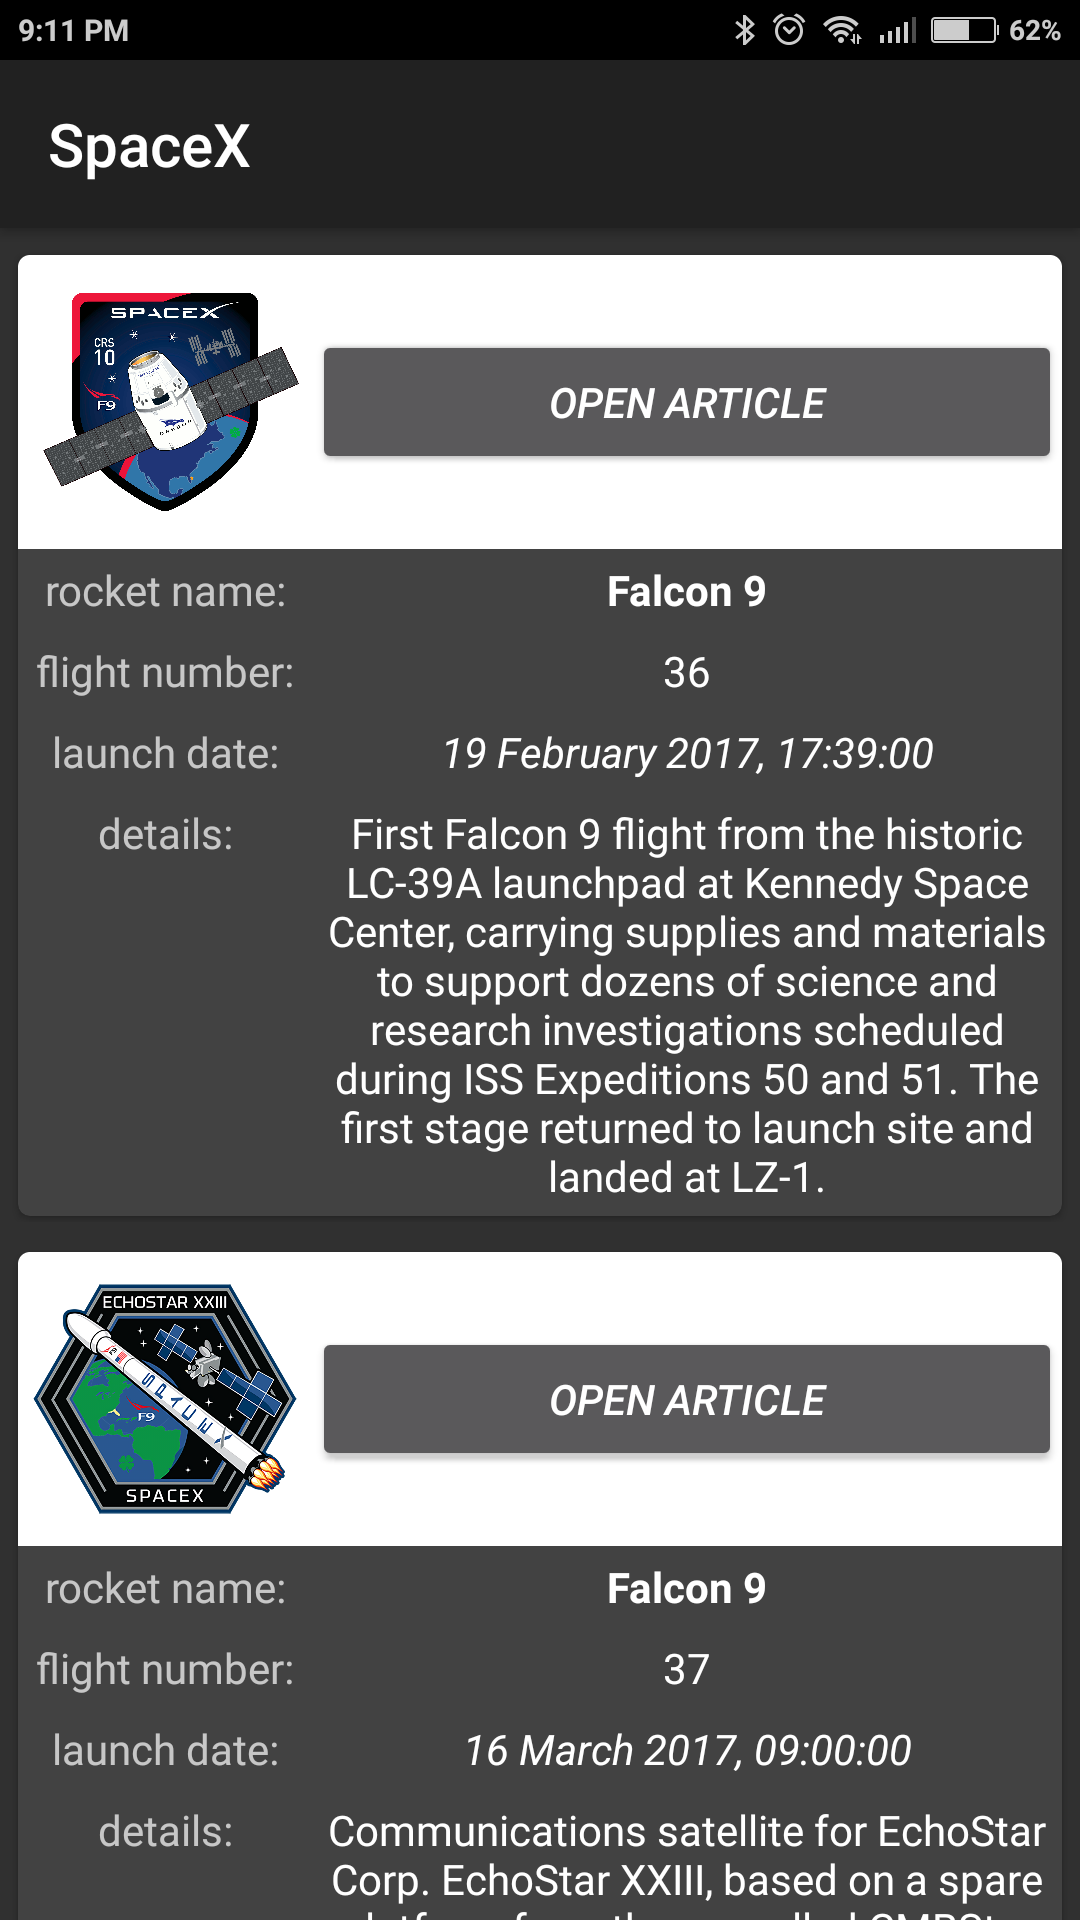 9:11 PM
62%
SpaceX
SPACEX
CRS
10
F9
OPEN ARTICLE
rocket name:
Falcon 9
flight number:
36
launch date:
19 February 2017, 17:39:00
details:
First Falcon 9 flight from the historic
LC-39A launchpad at Kennedy Space
Center, carrying supplies and materials
to support dozens of science and
research investigations scheduled
during ISS Expeditions 50 and 51. The
first stage returned to launch site and
landed at LZ-1.
ECHOSTAR XXIII
SPACEX
F9
SPACEX
OPEN ARTICLE
rocket name:
Falcon 9
flight number:
37
launch date:
16 March 2017, 09:00:00
details:
Communications satellite for EchoStar
Corp. EchoStar XXIII, based on a spare